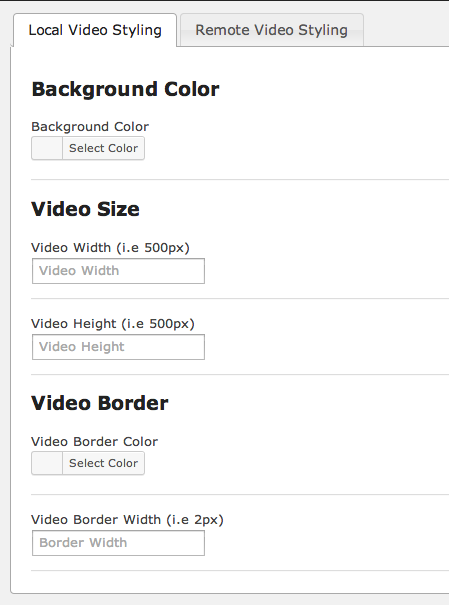 Local Video Styling
Remote Video Styling
Background Color
Background Color
Select Color
Video Size
Video Width (i.e 500px)
Video Width
Video Height (i.e 500px)
Video Height
Video Border
Video Border Color
Select Color
Video Border Width (i.e 2px)
Border Width